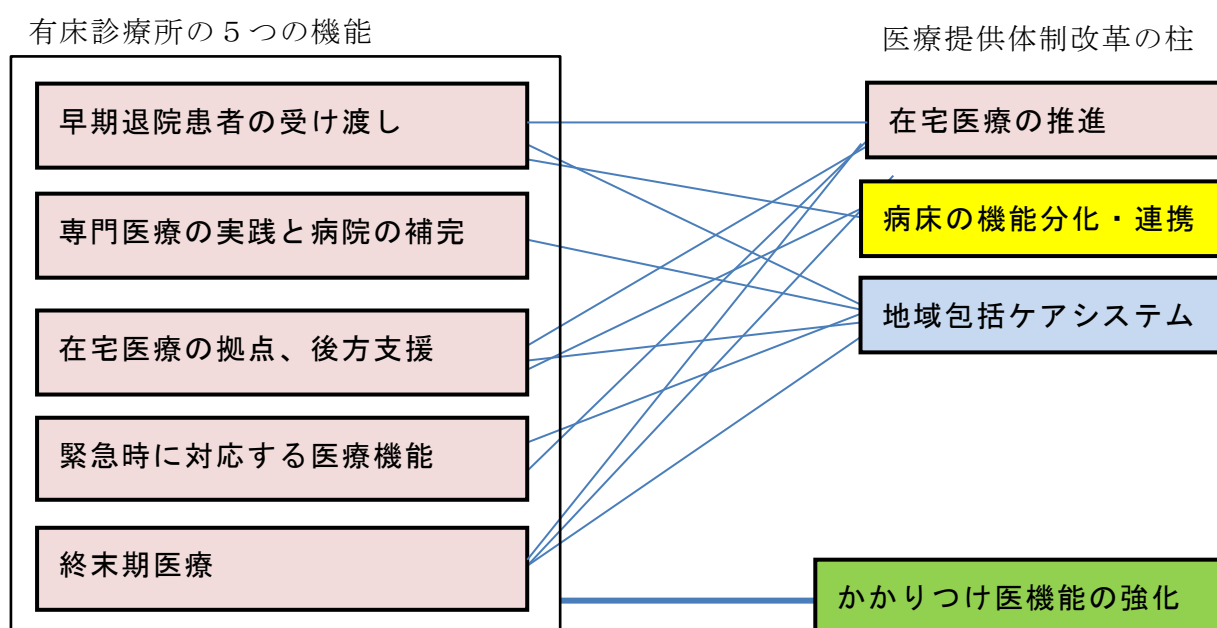 有床診療所の５つの機能
医療提供体制改革の柱
早期退院患者の受け渡し
専門医療の実践と病院の補完
在宅医療の拠点、後方支援
緊急時に対応する医療機能
終末期医療
在宅医療の推進
病床の機能分化・連携
地域包括ケアシステム
かかりつけ医機能の強化